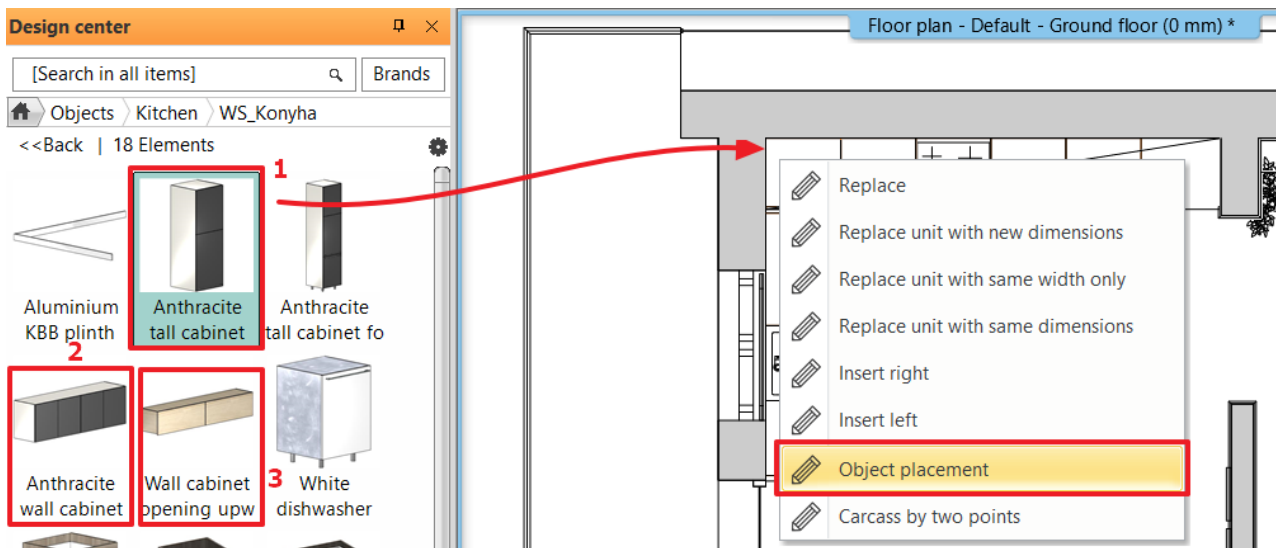 Design center
[Search in all items]
Brands
Objects Kitchen WS_Konyha
<<Back | 18 Elements
1
Aluminium
KBB plinth
Anthracite
tall cabinet
Anthracite
tall cabinet fo
2
Anthracite
wall cabinet
Wall cabinet
opening upw
3
White
dishwasher
Floor plan - Default - Ground floor (0 mm) *
Replace
Replace unit with new dimensions
Replace unit with same width only
Replace unit with same dimensions
Insert right
Insert left
Object placement
Carcass by two points